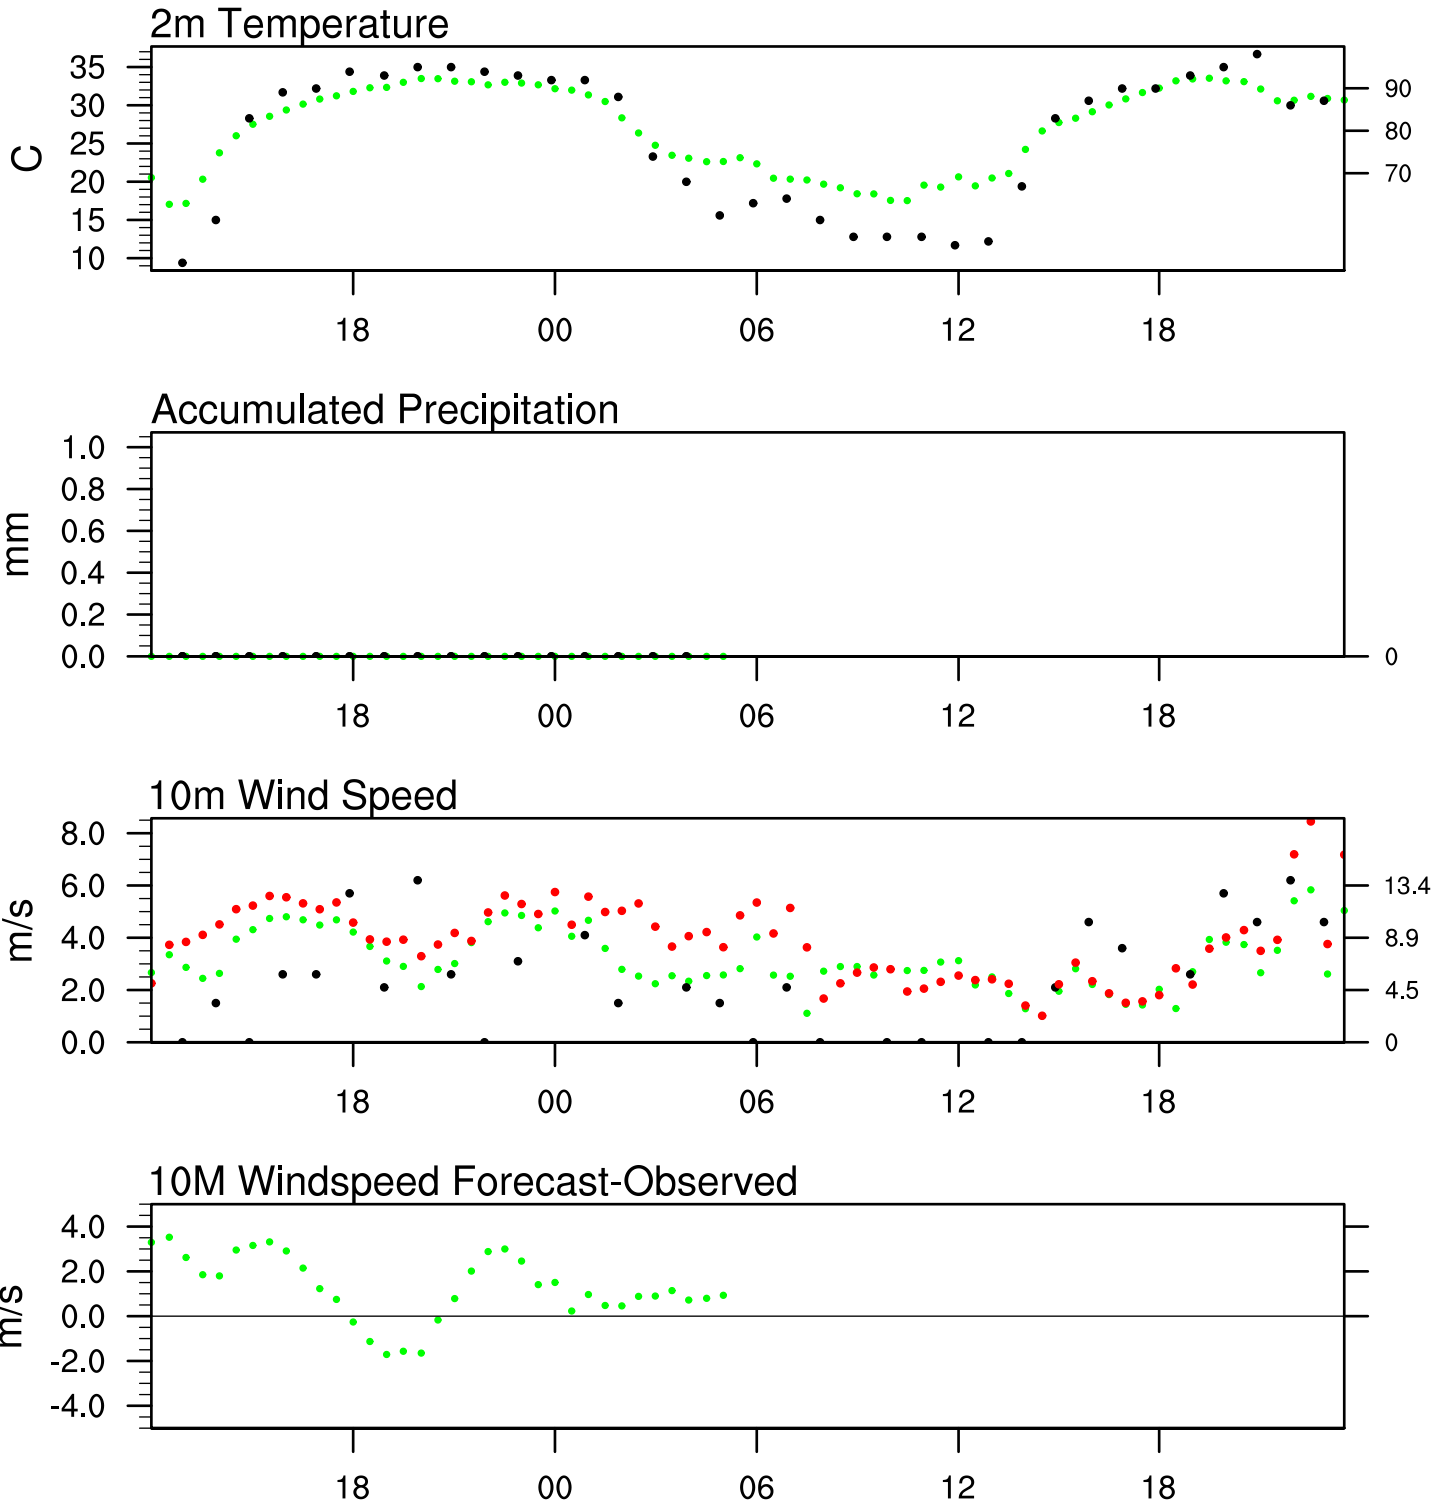 2m Temperature
35
30
25
20
15
10
C
90
80
70
18 00 06 12 18
Accumulated Precipitation
1.0
0.8
0.6
0.4
0.2
0.0
mm
0
18 00 06 12 18
10m Wind Speed
8.0
6.0
4.0
2.0
0.0
m/s
13.4
8.9
4.5
0
18 00 06 12 18
10M Windspeed Forecast-Observed
4.0
2.0
0.0
-2.0
-4.0
m/s
18 00 06 12 18